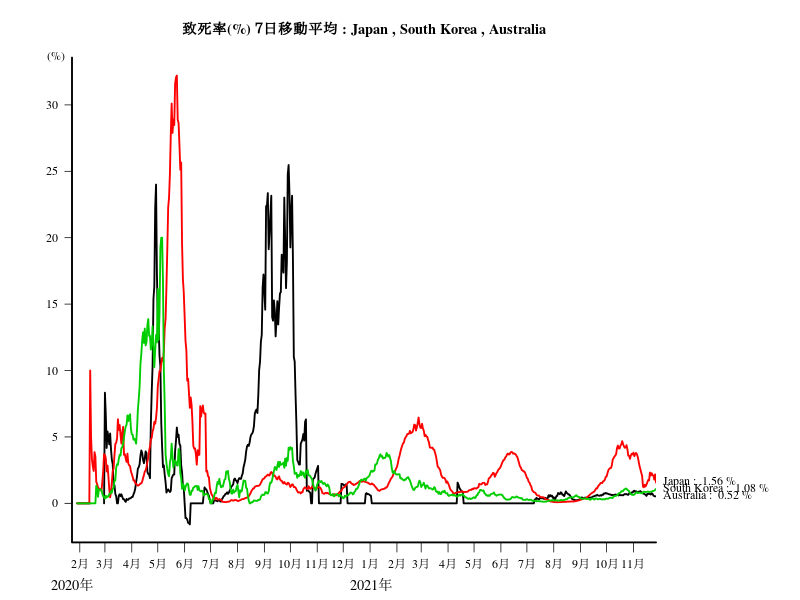 致死率(%) 7日移動平均 : Japan , South Korea , Australia
(%)
30
25
20
15
10
5
0
Japan : 1.56 %
South Korea : 1.08 %
Australia : 0.52 %
2月 3月 4月 5月 6月 7月 8月 9月 10月 11月 12月 1月 2月 3月 4月 5月 6月 7月 8月 9月 10月 11月
2020年 2021年